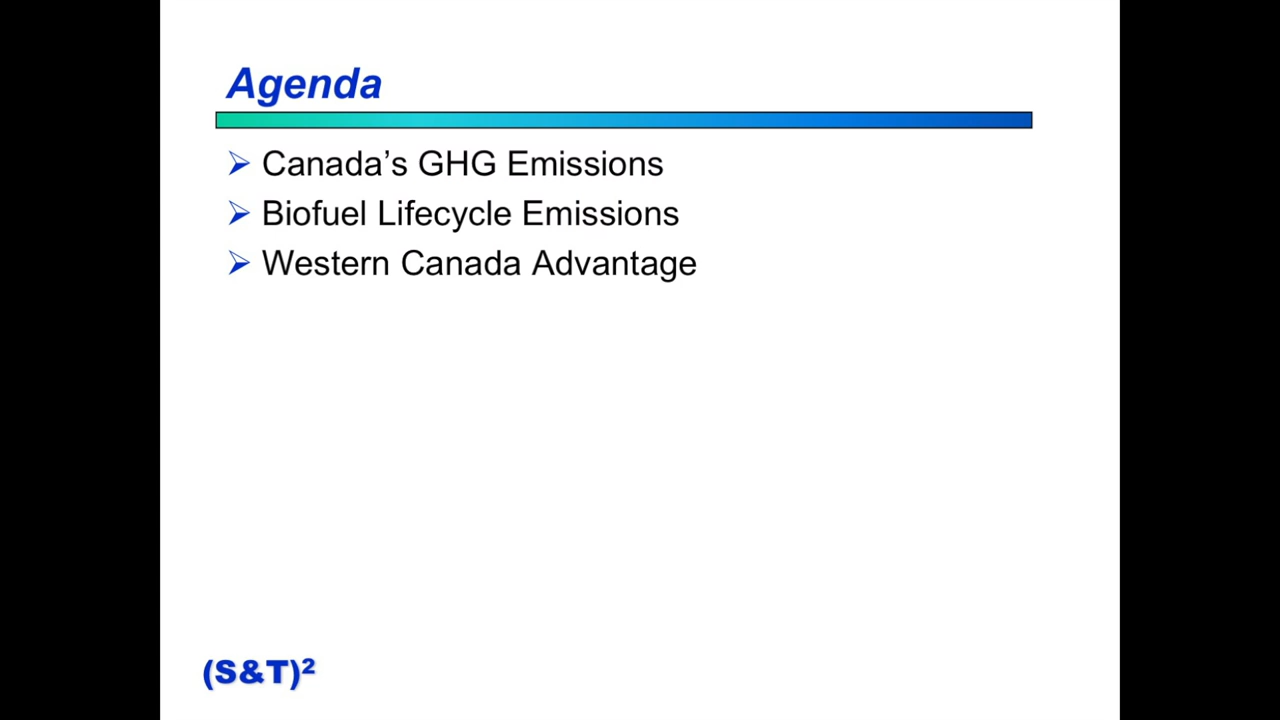 Agenda
Canada’s GHG Emissions
Biofuel Lifecycle Emissions
Western Canada Advantage
(S&T)²